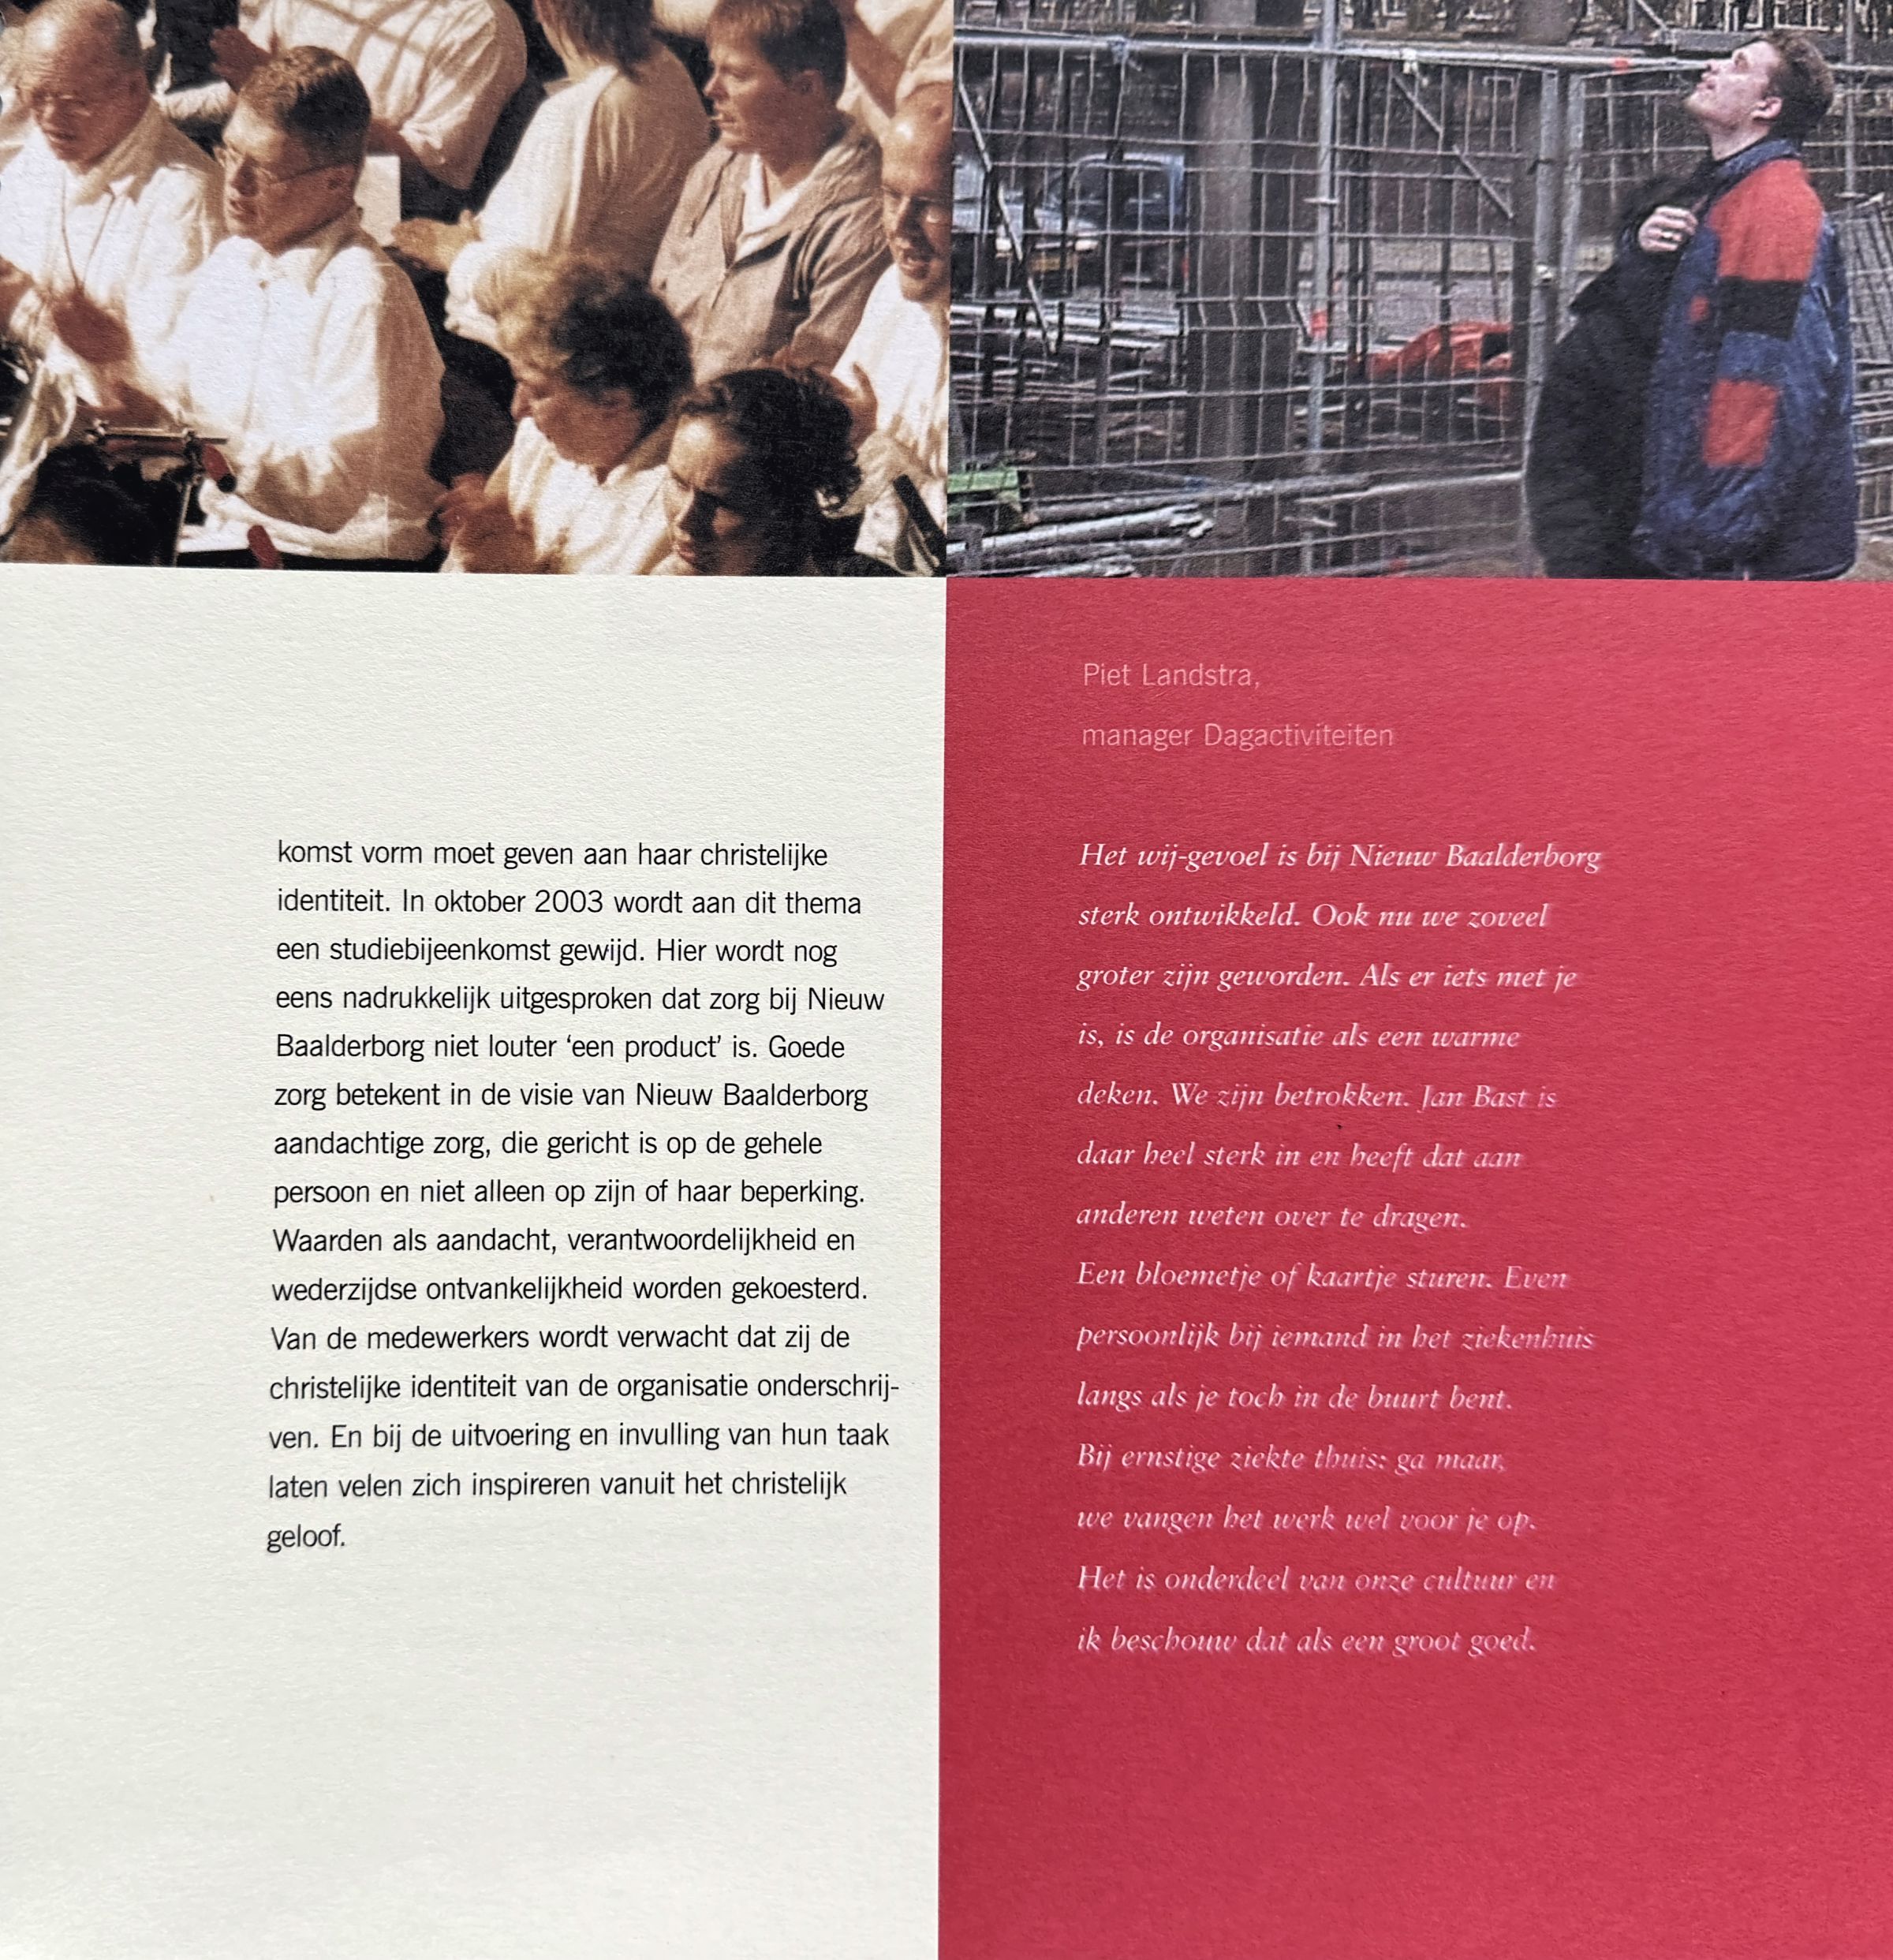 komst vorm moet geven aan haar christelijke
identiteit. In oktober 2003 wordt aan dit thema
een studiebijeenkomst gewijd. Hier wordt nog
eens nadrukkelijk uitgesproken dat zorg bij Nieuw
Baalderborg niet louter ‘een product’ is. Goede
zorg betekent in de visie van Nieuw Baalderborg
aandachtige zorg, die gericht is op de gehele
persoon en niet alleen op zijn of haar beperking.
Waarden als aandacht, verantwoordelijkheid en
wederzijdse ontvankelijkheid worden gekoesterd.
Van de medewerkers wordt verwacht dat zij de
christelijke identiteit van de organisatie onderschrij-
ven. En bij de uitvoering en invulling van hun taak
laten velen zich inspireren vanuit het christelijk
geloof.
Piet Landstra,
manager Dagactiviteiten
Het wij-gevoel is bij Nieuw Baalderborg
sterk ontwikkeld. Ook nu we zoveel
groter zijn geworden. Als er iets met je
is, is de organisatie als een warme
deken. We zijn betrokken. Jan Bast is
daar heel sterk in en heeft dat aan
anderen weten over te dragen.
Een bloemetje of kaartje sturen. Even
persoonlijk bij iemand in het ziekenhuis
langs als je toch in de buurt bent.
Bij ernstige ziekte thuis: ga maar,
we vangen het werk wel voor je op.
Het is onderdeel van onze cultuur en
ik beschouw dat als een groot goed.